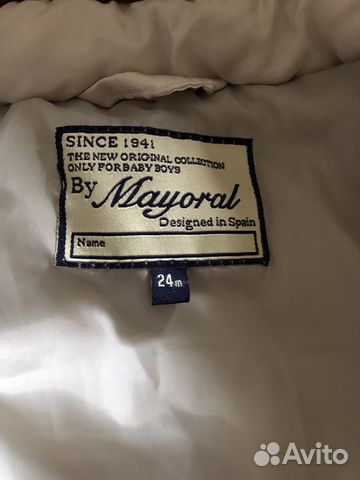 SINCE 1941
THE NEW ORIGINAL COLLECTION
ONLY FOR BABY BOYS
By Mayoral
Designed in Spain
Name
24m
Avito